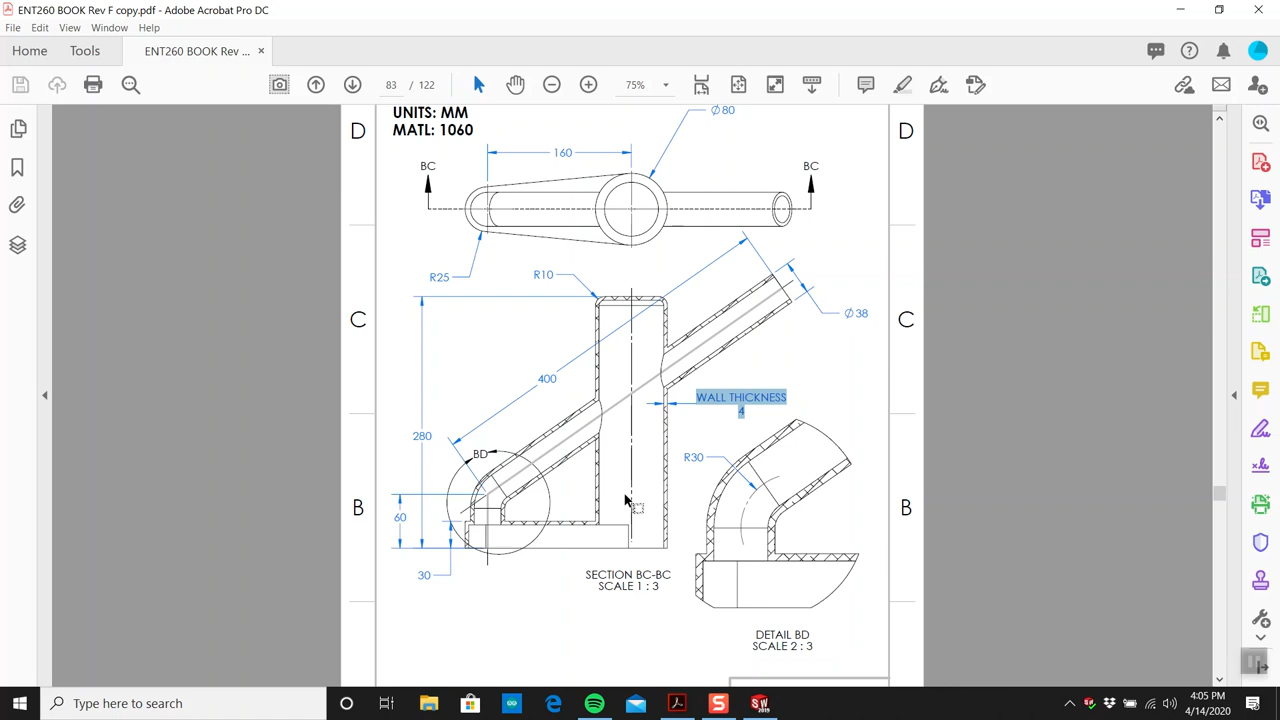 ENT260 BOOK Rev F copy.pdf - Adobe Acrobat Pro DC
File Edit View Window Help
Home Tools ENT260 BOOK Rev ... ×
83 / 122 75%
UNITS: MM
MATL: 1060
D
D
Ø80
160
BC
BC
R25
R10
Ø38
C
C
400
WALL THICKNESS
4
280
BD
R30
B
B
60
30
SECTION BC-BC
SCALE 1 : 3
DETAIL BD
SCALE 2 : 3
Type here to search
S
SW
2019
4:05 PM
4/14/2020